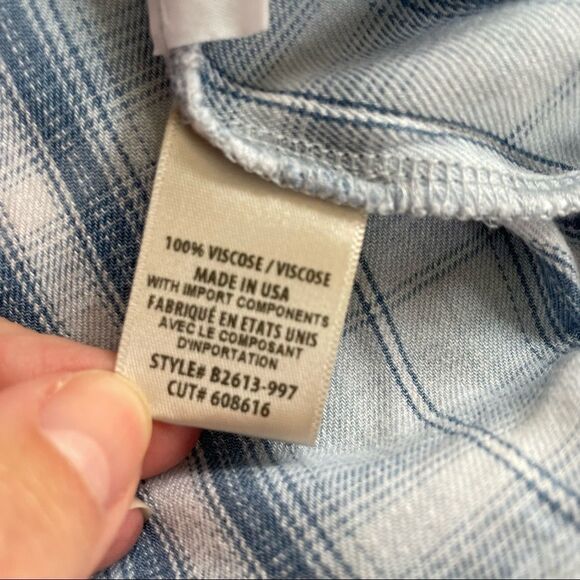 100% VISCOSE / VISCOSE
MADE IN USA
WITH IMPORT COMPONENTS
FABRIQUÉ EN ETATS UNIS
AVEC LE COMPOSANT
D'INPORTATION
STYLE# B2613-997
CUT# 608616